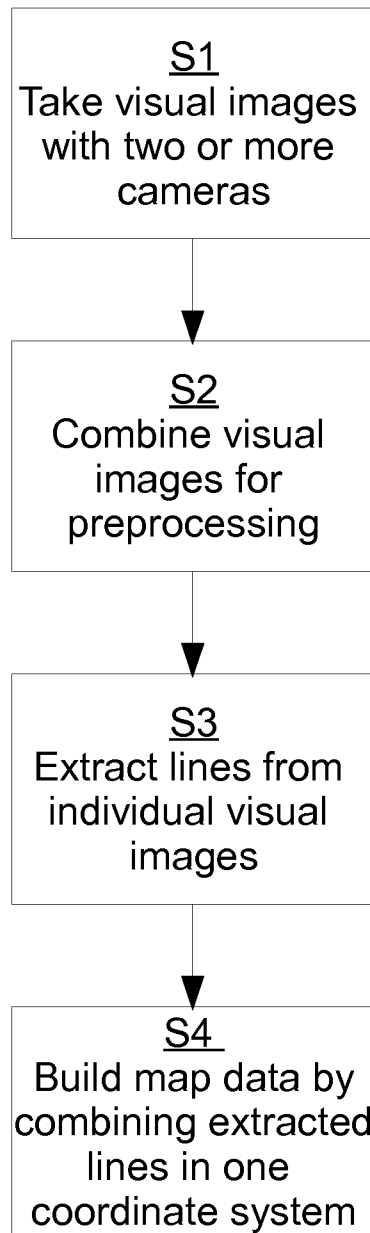 S1
Take visual images
with two or more
cameras
S2
Combine visual
images for
preprocessing
S3
Extract lines from
individual visual
images
S4
Build map data by
combining extracted
lines in one
coordinate system